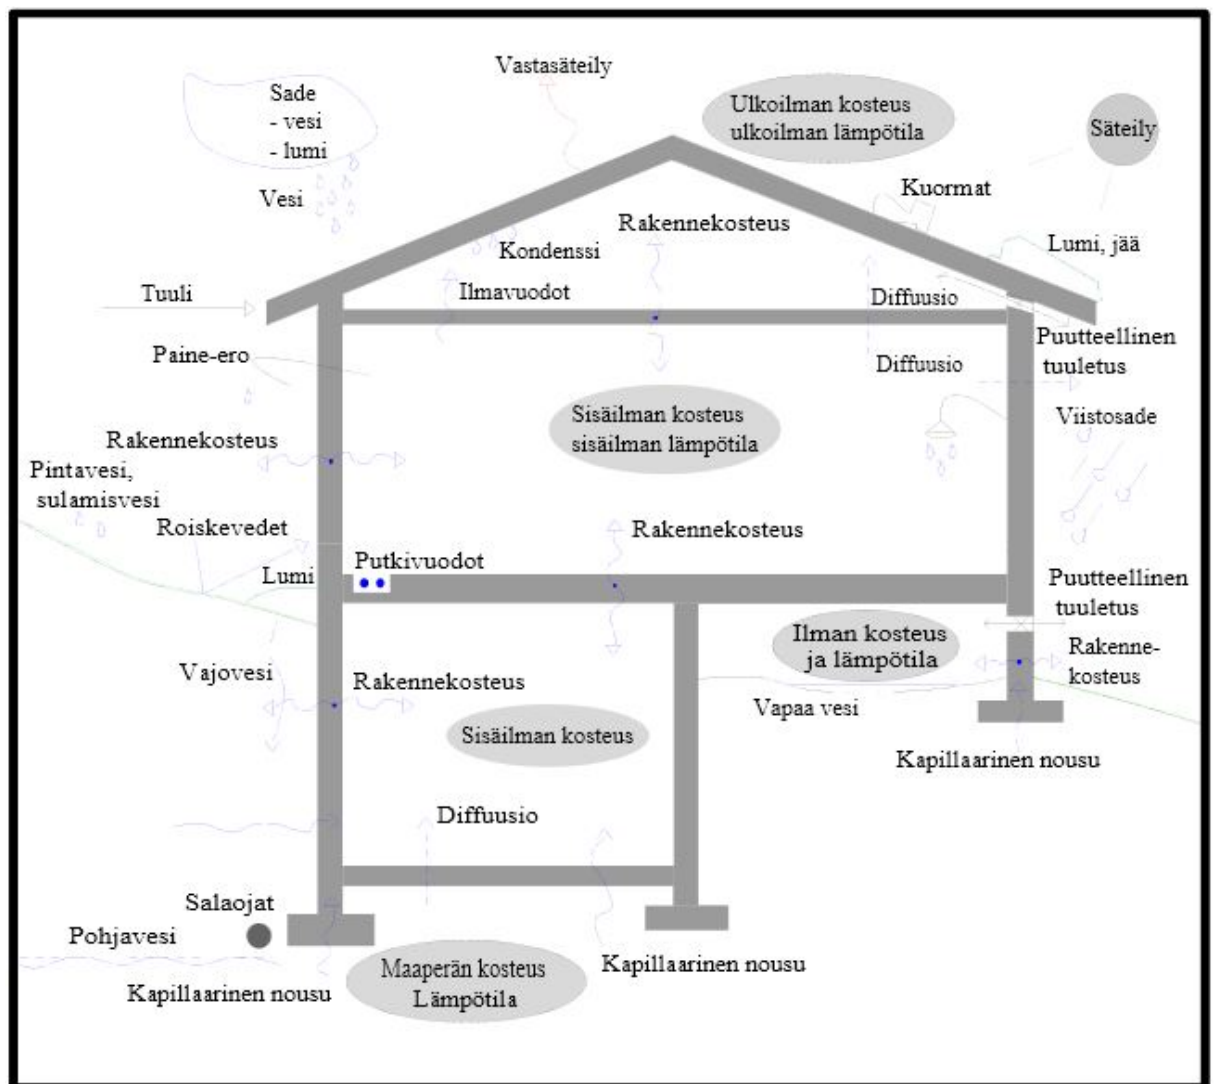 Vastasäteily
Sade
- vesi
- lumi
Vesi
Ulkoilman kosteus
ulkoilman lämpötila
Säteily
Kuormat
Rakennekosteus
Kondenssi
Lumi, jää
Tuuli
Ilmavuodot
Diffuusio
Puutteellinen
tuuletus
Paine-ero
Diffuusio
Sisäilman kosteus
sisäilman lämpötila
Viistosade
Rakennekosteus
Pintavesi,
sulamisvesi
Roiskevedet
Rakennekosteus
Putkivuodot
Lumi
Puutteellinen
tuuletus
Ilman kosteus
ja lämpötila
Rakenne-
kosteus
Vajovesi
Rakennekosteus
Vapaa vesi
Sisäilman kosteus
Kapillaarinen nousu
Diffuusio
Salaojat
Pohjavesi
Maaperän kosteus
Lämpötila
Kapillaarinen nousu
Kapillaarinen nousu